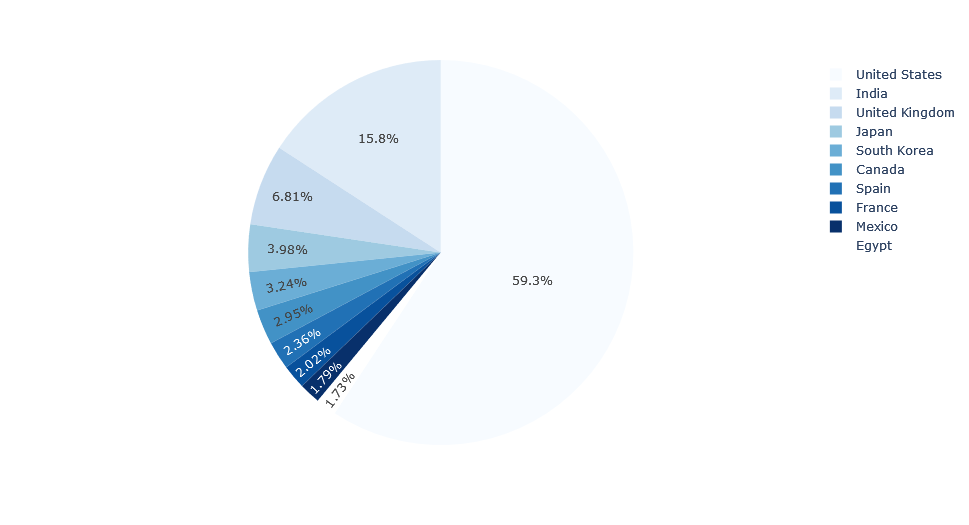 United States
India
United Kingdom
Japan
South Korea
Canada
Spain
France
Mexico
Egypt
15.8%
6.81%
3.98%
59.3%
3.24%
2.95%
2.36%
2.02%
1.79%
1.73%